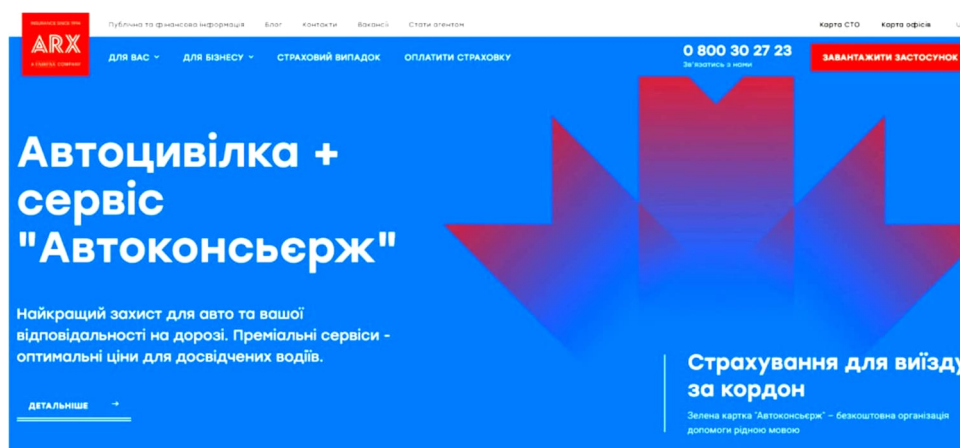 INSURANCE SINCE 1994
ARX
A FAIRFAX COMPANY
Публічна та фінансова інформація Блог Контакти Вакансії Стати агентом Карта СТО Карта офісів
ДЛЯ ВАС ДЛЯ БІЗНЕСУ СТРАХОВИЙ ВИПАДОК ОПЛАТИТИ СТРАХОВКУ
0 800 30 27 23
Зв'язатись з нами
ЗАВАНТАЖИТИ ЗАСТОСУНОК
Автоцивілка +
сервіс
"Автоконсьєрж"
Найкращий захист для авто та вашої
відповідальності на дорозі. Преміальні сервіси -
оптимальні ціни для досвідчених водіїв.
ДЕТАЛЬНІШЕ
Страхування для виїзду
за кордон
Зелена картка "Автоконсьєрж" – безкоштовна організація
допомоги рідною мовою